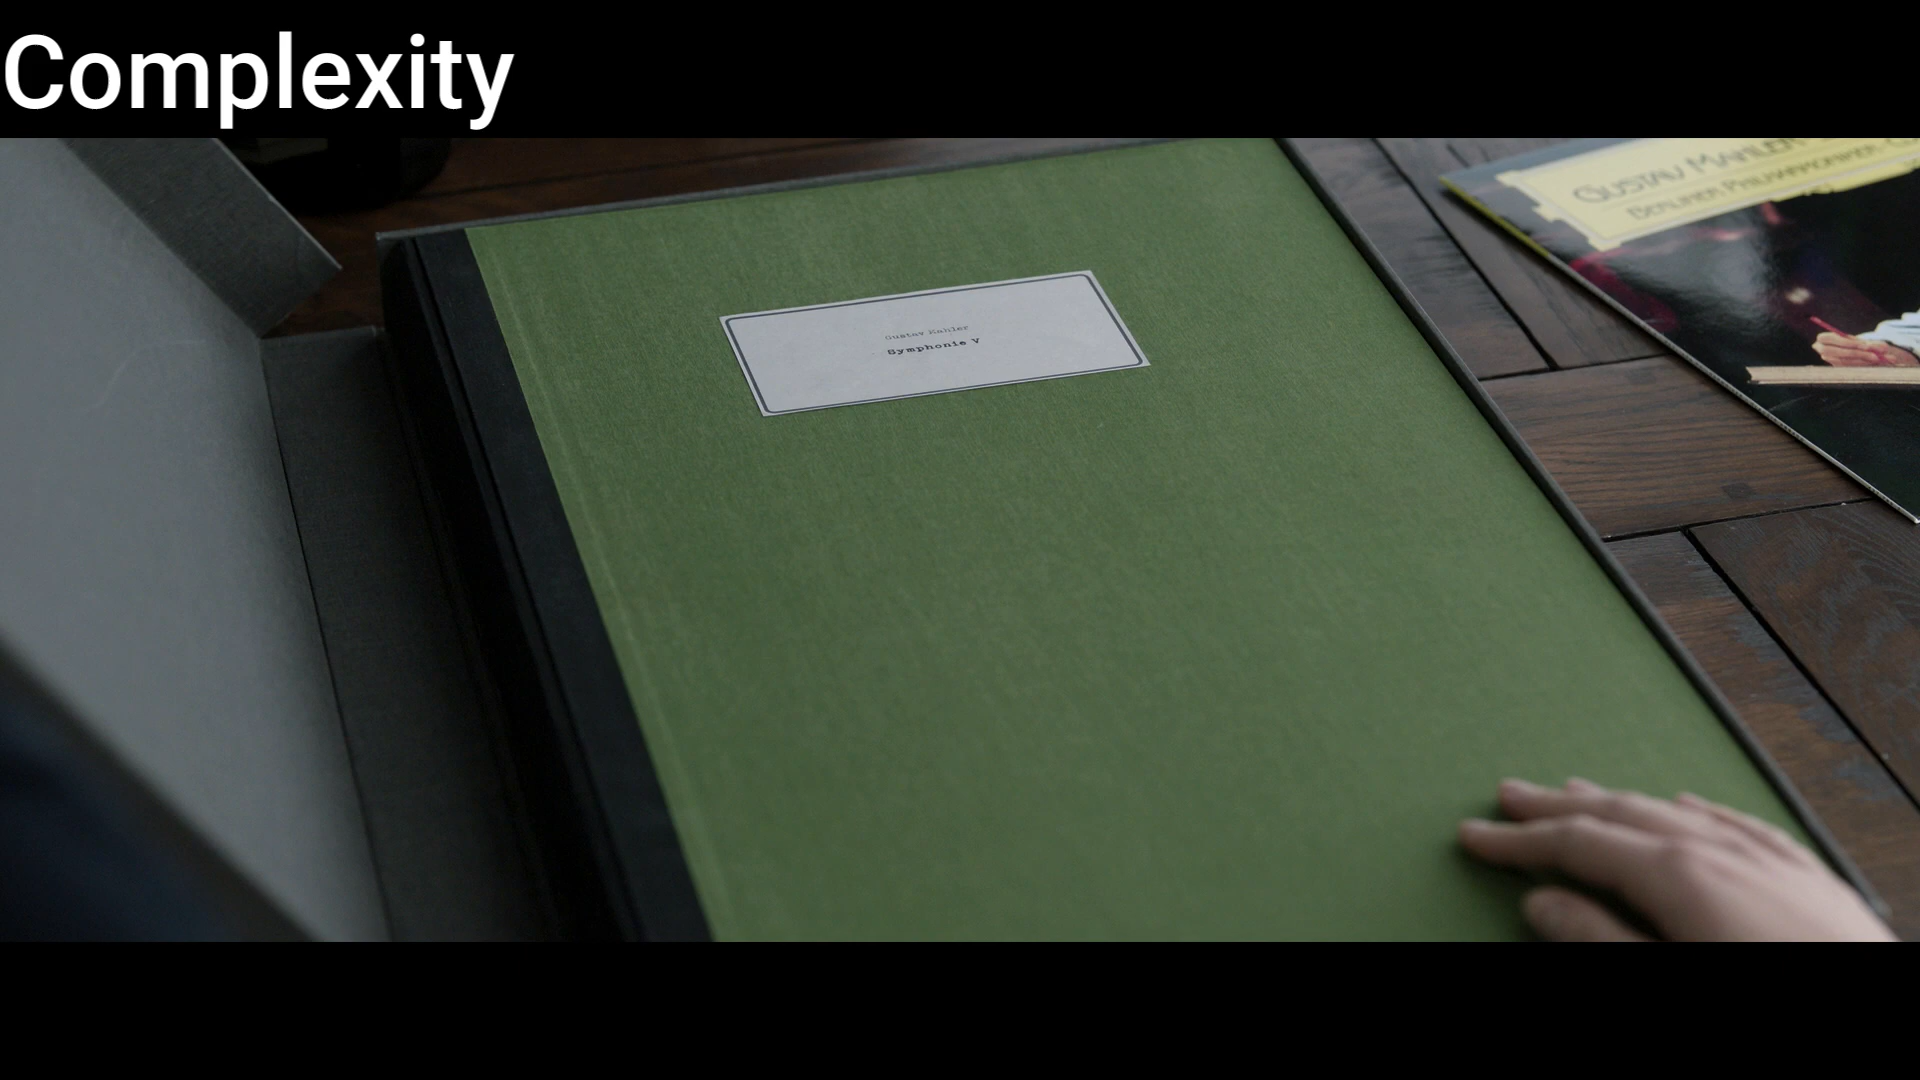 Complexity
GUSTAV MAHLER
BERLINER PHILHARMONIKER
Gustav Mahler
Symphonie V